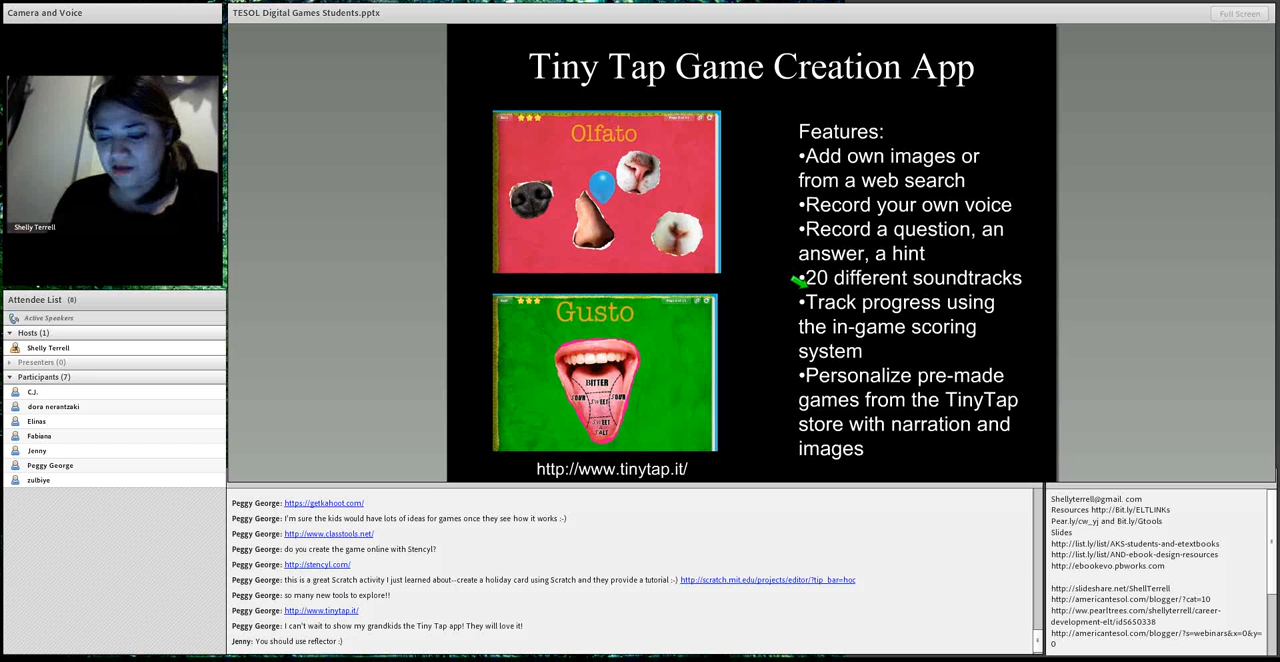 Camera and Voice
Shelly Terrell
Attendee List (8)
Active Speakers
Hosts (1)
Shelly Terrell
Presenters (0)
Participants (7)
C.J.
dora nerantzaki
Elinas
Fabiana
Jenny
Peggy George
zulbiye
TESOL Digital Games Students.pptx
Full Screen
Tiny Tap Game Creation App
Olfato
Gusto
BITTER
SOUR
SWEET
SOUR
SWEET
&
SALT
http://www.tinytap.it/
Features:
•Add own images or
from a web search
•Record your own voice
•Record a question, an
answer, a hint
•20 different soundtracks
•Track progress using
the in-game scoring
system
•Personalize pre-made
games from the TinyTap
store with narration and
images
Peggy George: https://getkahoot.com/
Peggy George: I'm sure the kids would have lots of ideas for games once they see how it works :-)
Peggy George: http://www.classtools.net/
Peggy George: do you create the game online with Stencyl?
Peggy George: http://stencyl.com/
Peggy George: this is a great Scratch activity I just learned about--create a holiday card using Scratch and they provide a tutorial :-) http://scratch.mit.edu/projects/editor/?tip_bar=hoc
Peggy George: so many new tools to explore!!
Peggy George: http://www.tinytap.it/
Peggy George: I can't wait to show my grandkids the Tiny Tap app! They will love it!
Jenny: You should use reflector :)
Shellyterrell@gmail. com
Resources http://Bit.ly/ELTLINKs
Pear.ly/cw_yj and Bit.ly/Gtools
Slides
http://list.ly/list/AKS-students-and-etextbooks
http://list.ly/list/AND-ebook-design-resources
http://ebookevo.pbworks.com
http://slideshare.net/ShellTerrell
http://americantesol.com/blogger/?cat=10
http://ww.pearltrees.com/shellyterrell/career-
development-elt/id5650338
http://americantesol.com/blogger/?s=webinars&x=0&y=
0